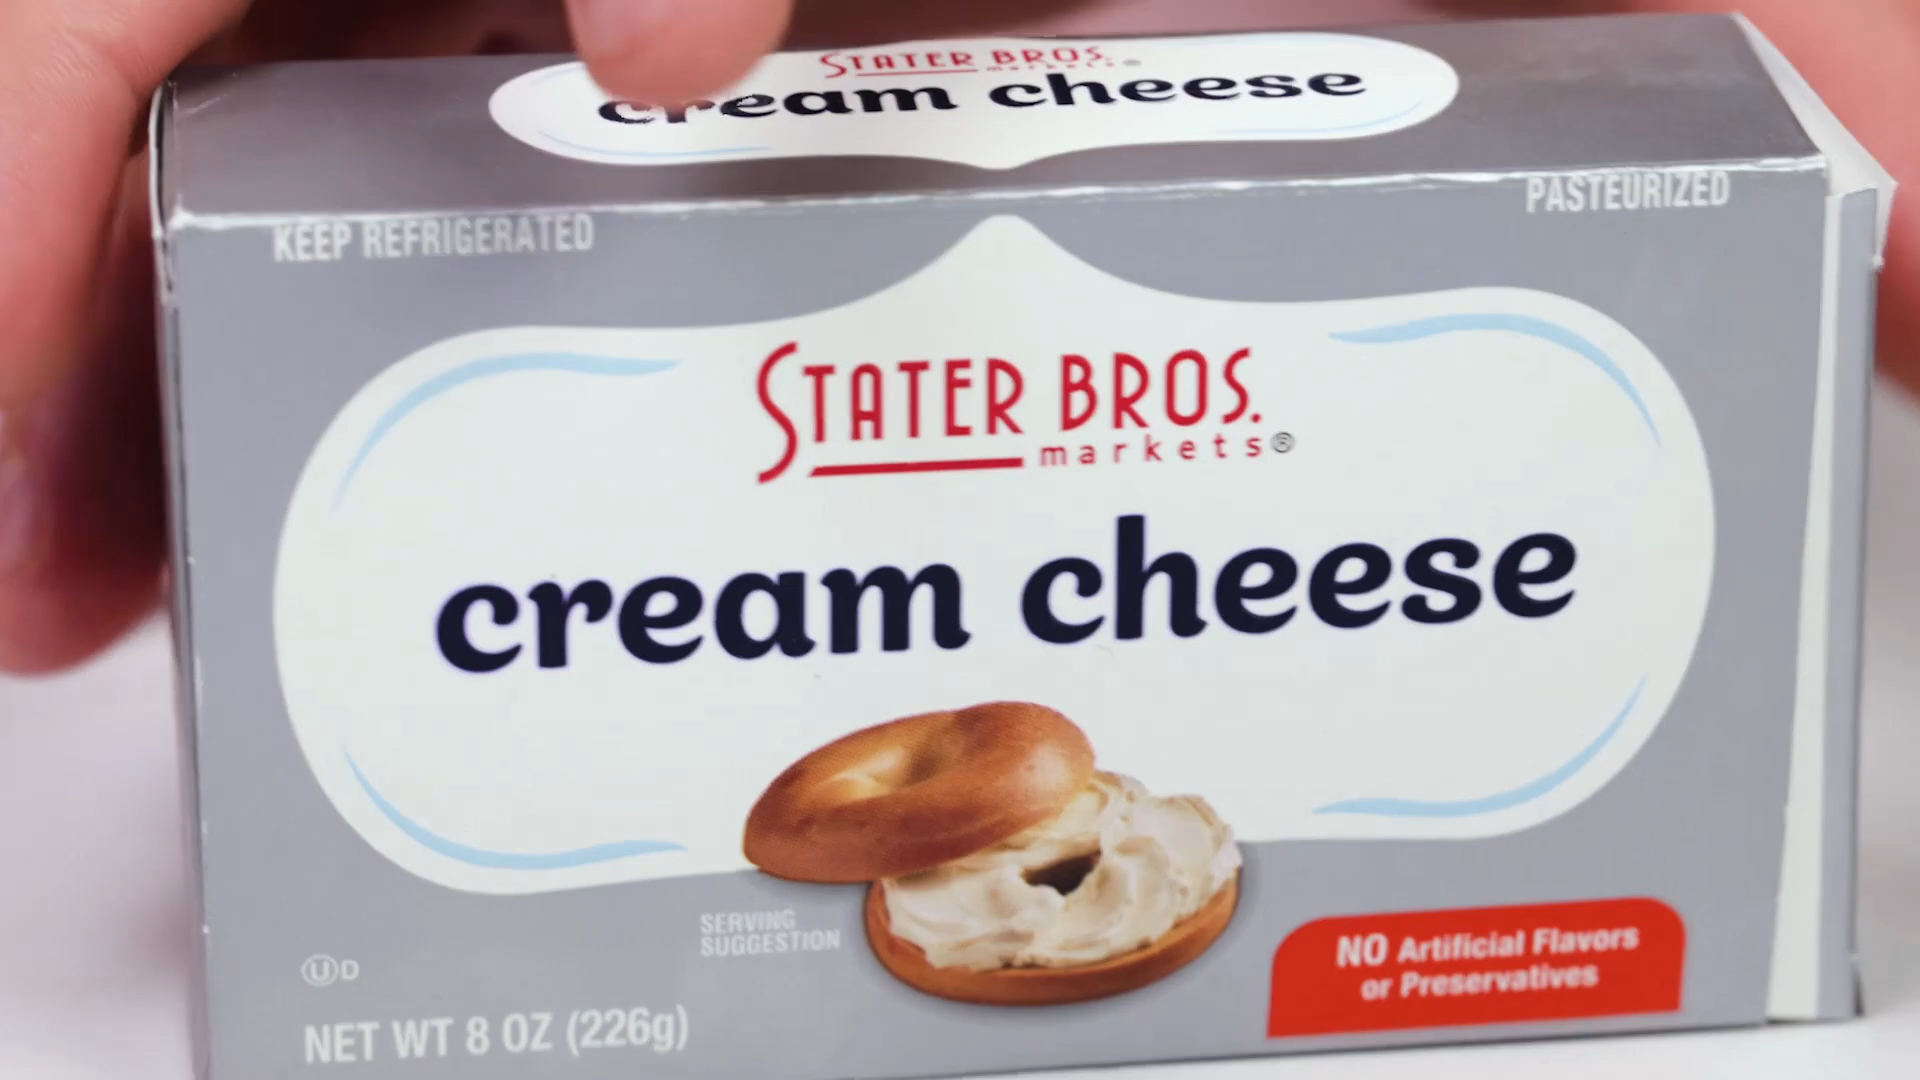 STATER BROS.
markets®
cream cheese
KEEP REFRIGERATED
PASTEURIZED
STATER BROS.
markets®
cream cheese
SERVING
SUGGESTION
NO Artificial Flavors
or Preservatives
UD
NET WT 8 OZ (226g)